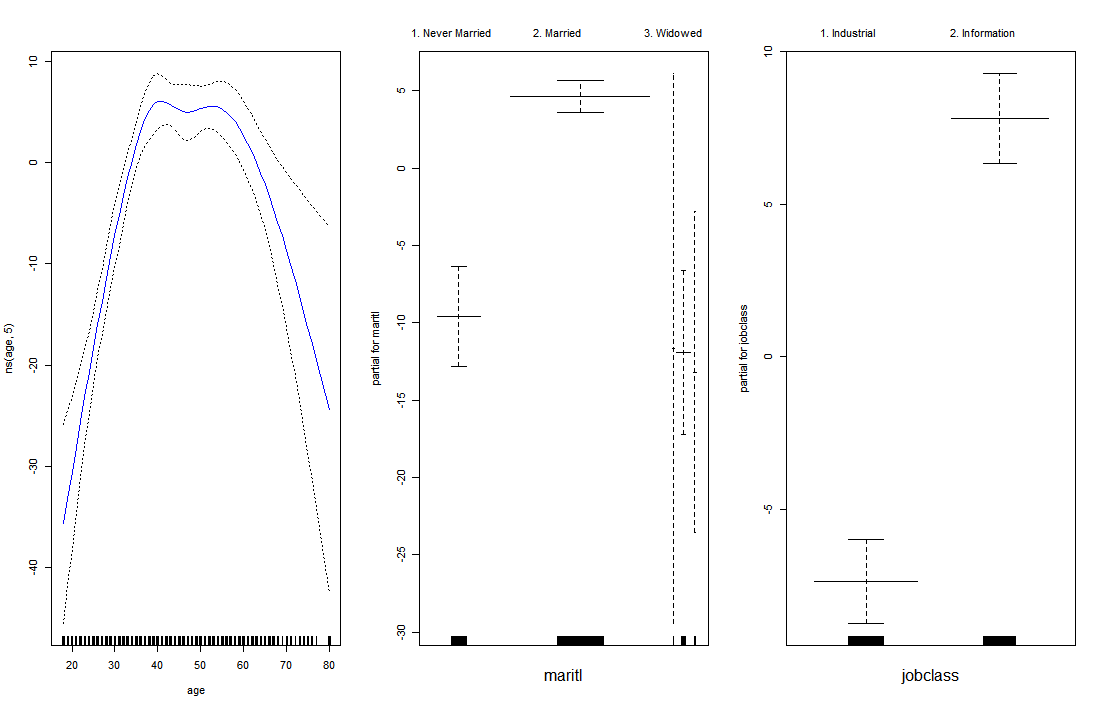 1. Never Married
2. Married
3. Widowed
1. Industrial
2. Information
10
0
-10
-20
-30
-40
ns(age, 5)
20
30
40
50
60
70
80
age
5
0
-5
-10
-15
-20
-25
-30
partial for maritl
maritl
10
5
0
-5
partial for jobclass
jobclass